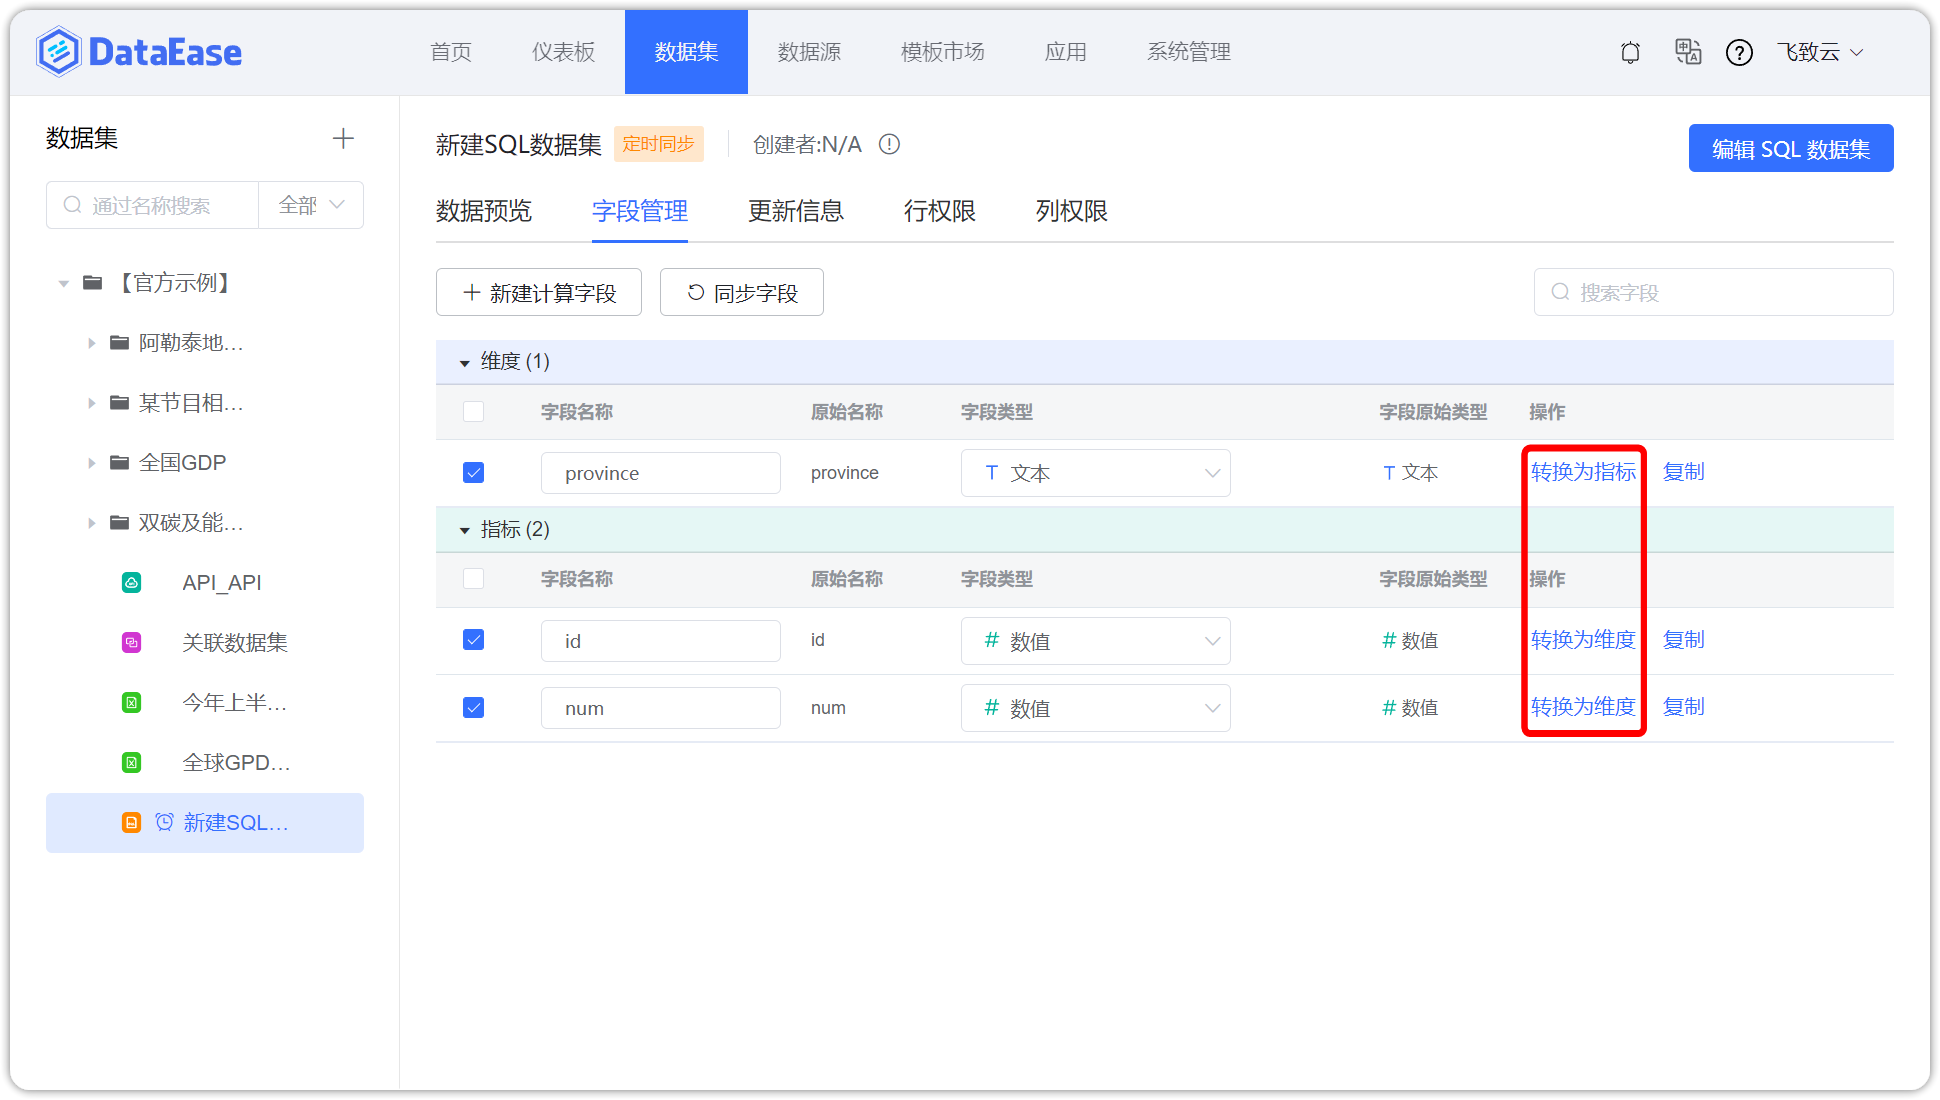 DataEase
首页 仪表板 数据集 数据源 模板市场 应用 系统管理 飞致云
数据集
通过名称搜索 全部
【官方示例】
阿勒泰地...
某节目相...
全国GDP
双碳及能...
API_API
关联数据集
今年上半...
全球GPD...
新建SQL...
新建SQL数据集 定时同步 创建者:N/A
编辑 SQL 数据集
数据预览 字段管理 更新信息 行权限 列权限
新建计算字段 同步字段 搜索字段
维度 (1)
字段名称 原始名称 字段类型 字段原始类型 操作
province province T 文本 T 文本 转换为指标 复制
指标 (2)
字段名称 原始名称 字段类型 字段原始类型 操作
id id # 数值 # 数值 转换为维度 复制
num num # 数值 # 数值 转换为维度 复制